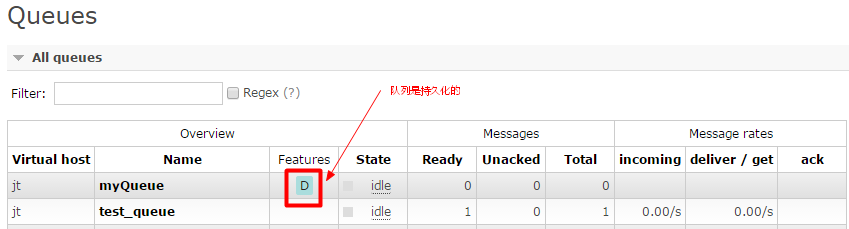 Queues
All queues
Filter: Regex (?)
队列是持久化的
Overview Messages Message rates
Virtual host Name Features State Ready Unacked Total incoming deliver / get ack
jt myQueue D idle 0 0 0
jt test_queue idle 1 0 1 0.00/s 0.00/s